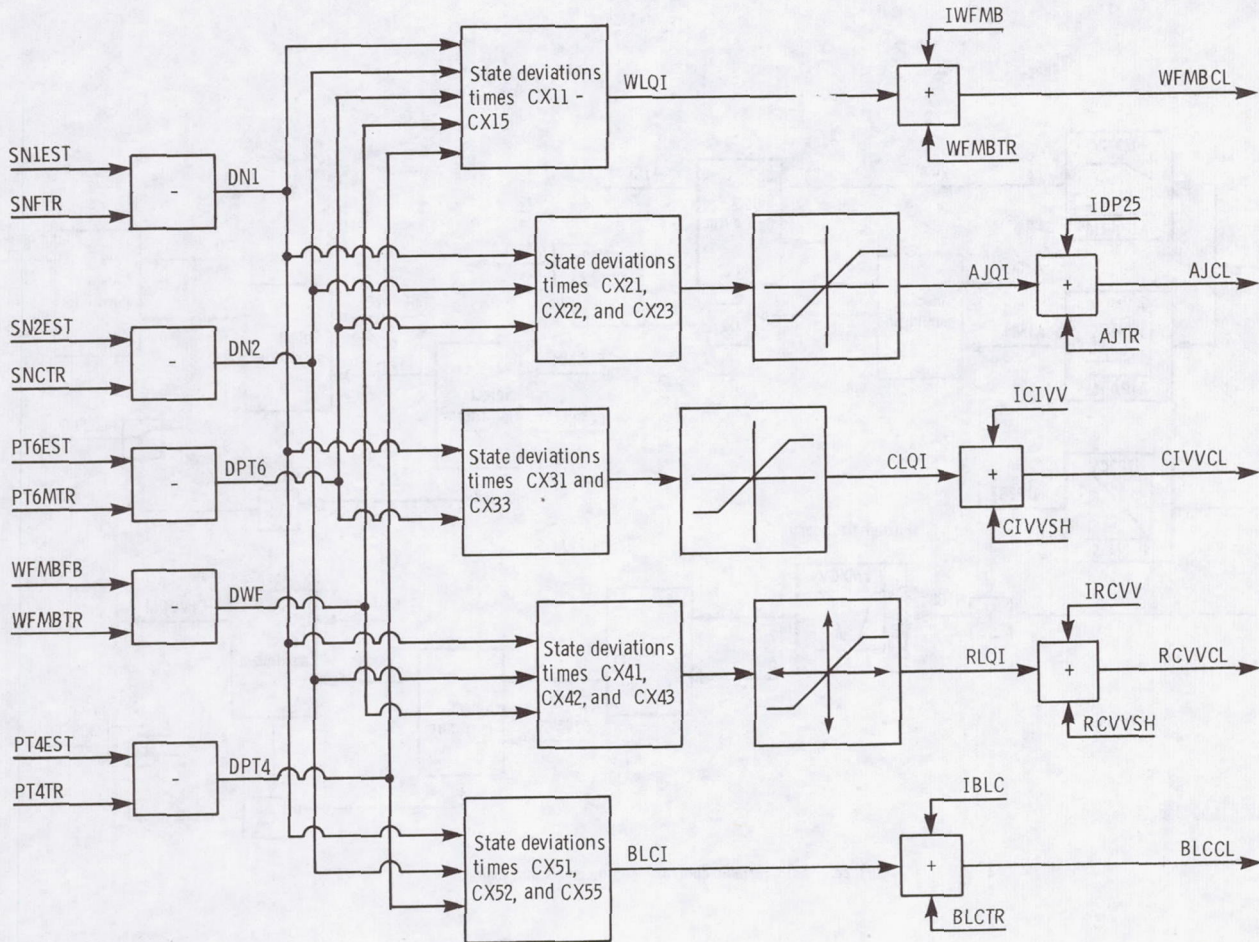 IWFMB
State deviations
times CX11 -
CX15
WLQI
+
WFMBCL
WFMBTR
SN1EST
SNFTR
-
DN1
State deviations
times CX21,
CX22, and CX23
AJQI
IDP25
+
AJCL
AJTR
SN2EST
SNCTR
-
DN2
PT6EST
PT6MTR
-
DPT6
State deviations
times CX31 and
CX33
CLQI
ICIVV
+
CIVVCL
CIVVSH
WFMBFB
WFMBTR
-
DWF
State deviations
times CX41,
CX42, and CX43
RLQI
IRCVV
+
RCVVCL
RCVVSH
PT4EST
PT4TR
-
DPT4
State deviations
times CX51,
CX52, and CX55
BLCI
IBLC
+
BLCCL
BLCTR